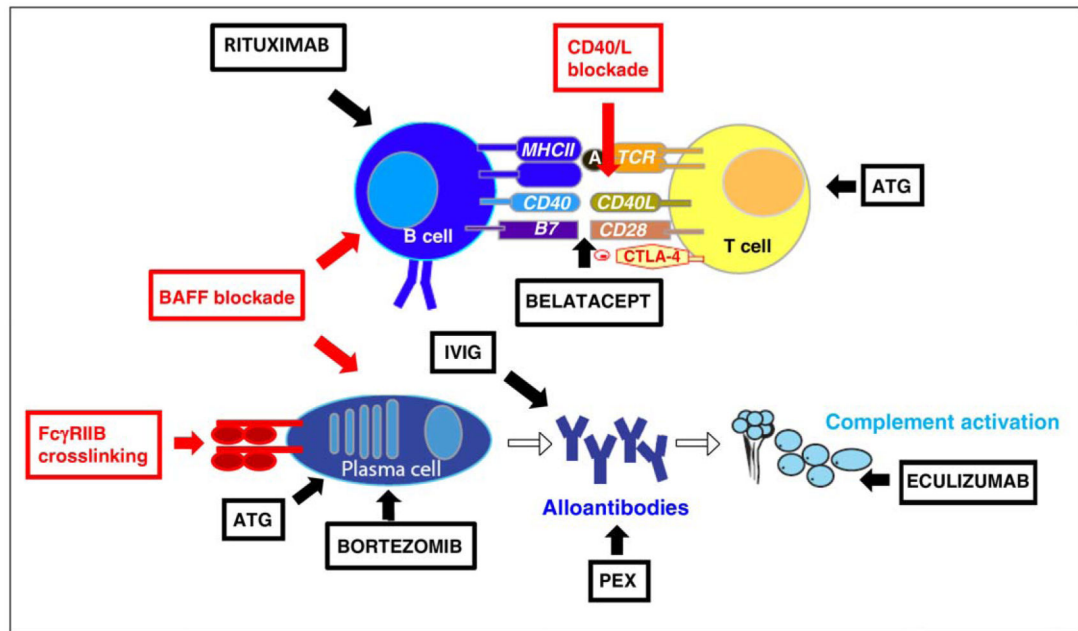 RITUXIMAB
CD40/L
blockade
MHCII
A
TCR
ATG
CD40
CD40L
B7
CD28
B cell
CTLA-4
T cell
BAFF blockade
BELATACEPT
IVIG
FcγRIIB
crosslinking
Complement activation
Plasma cell
ECULIZUMAB
ATG
Alloantibodies
BORTEZOMIB
PEX